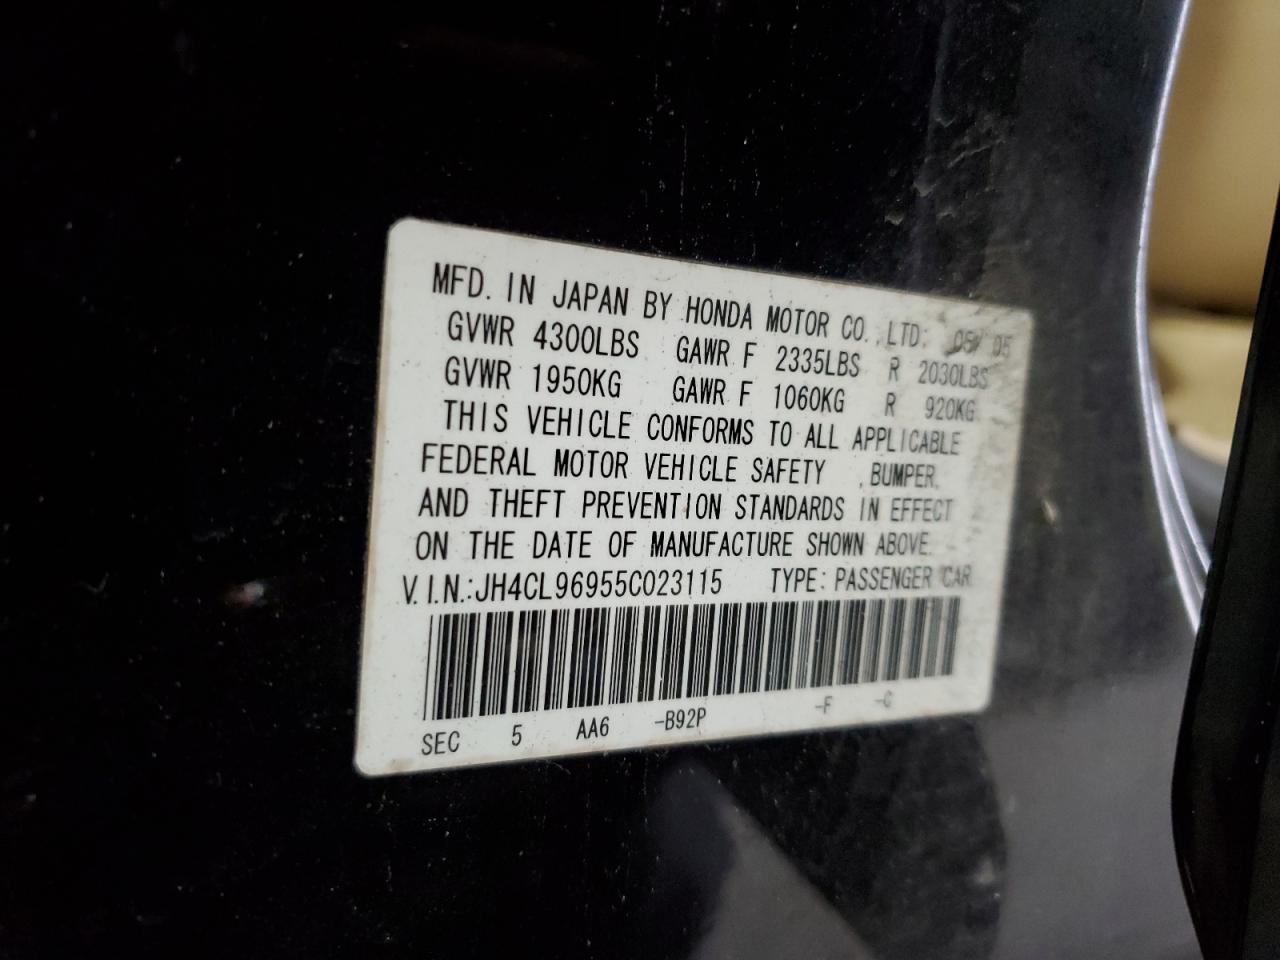 MFD. IN JAPAN BY HONDA MOTOR CO., LTD. 05/05
GVWR 4300LBS GAWR F 2335LBS R 2030LBS
GVWR 1950KG GAWR F 1060KG R 920KG
THIS VEHICLE CONFORMS TO ALL APPLICABLE
FEDERAL MOTOR VEHICLE SAFETY , BUMPER,
AND THEFT PREVENTION STANDARDS IN EFFECT
ON THE DATE OF MANUFACTURE SHOWN ABOVE.
V.I.N.:JH4CL96955C023115 TYPE: PASSENGER CAR
SEC 5 AA6 -B92P -F -C